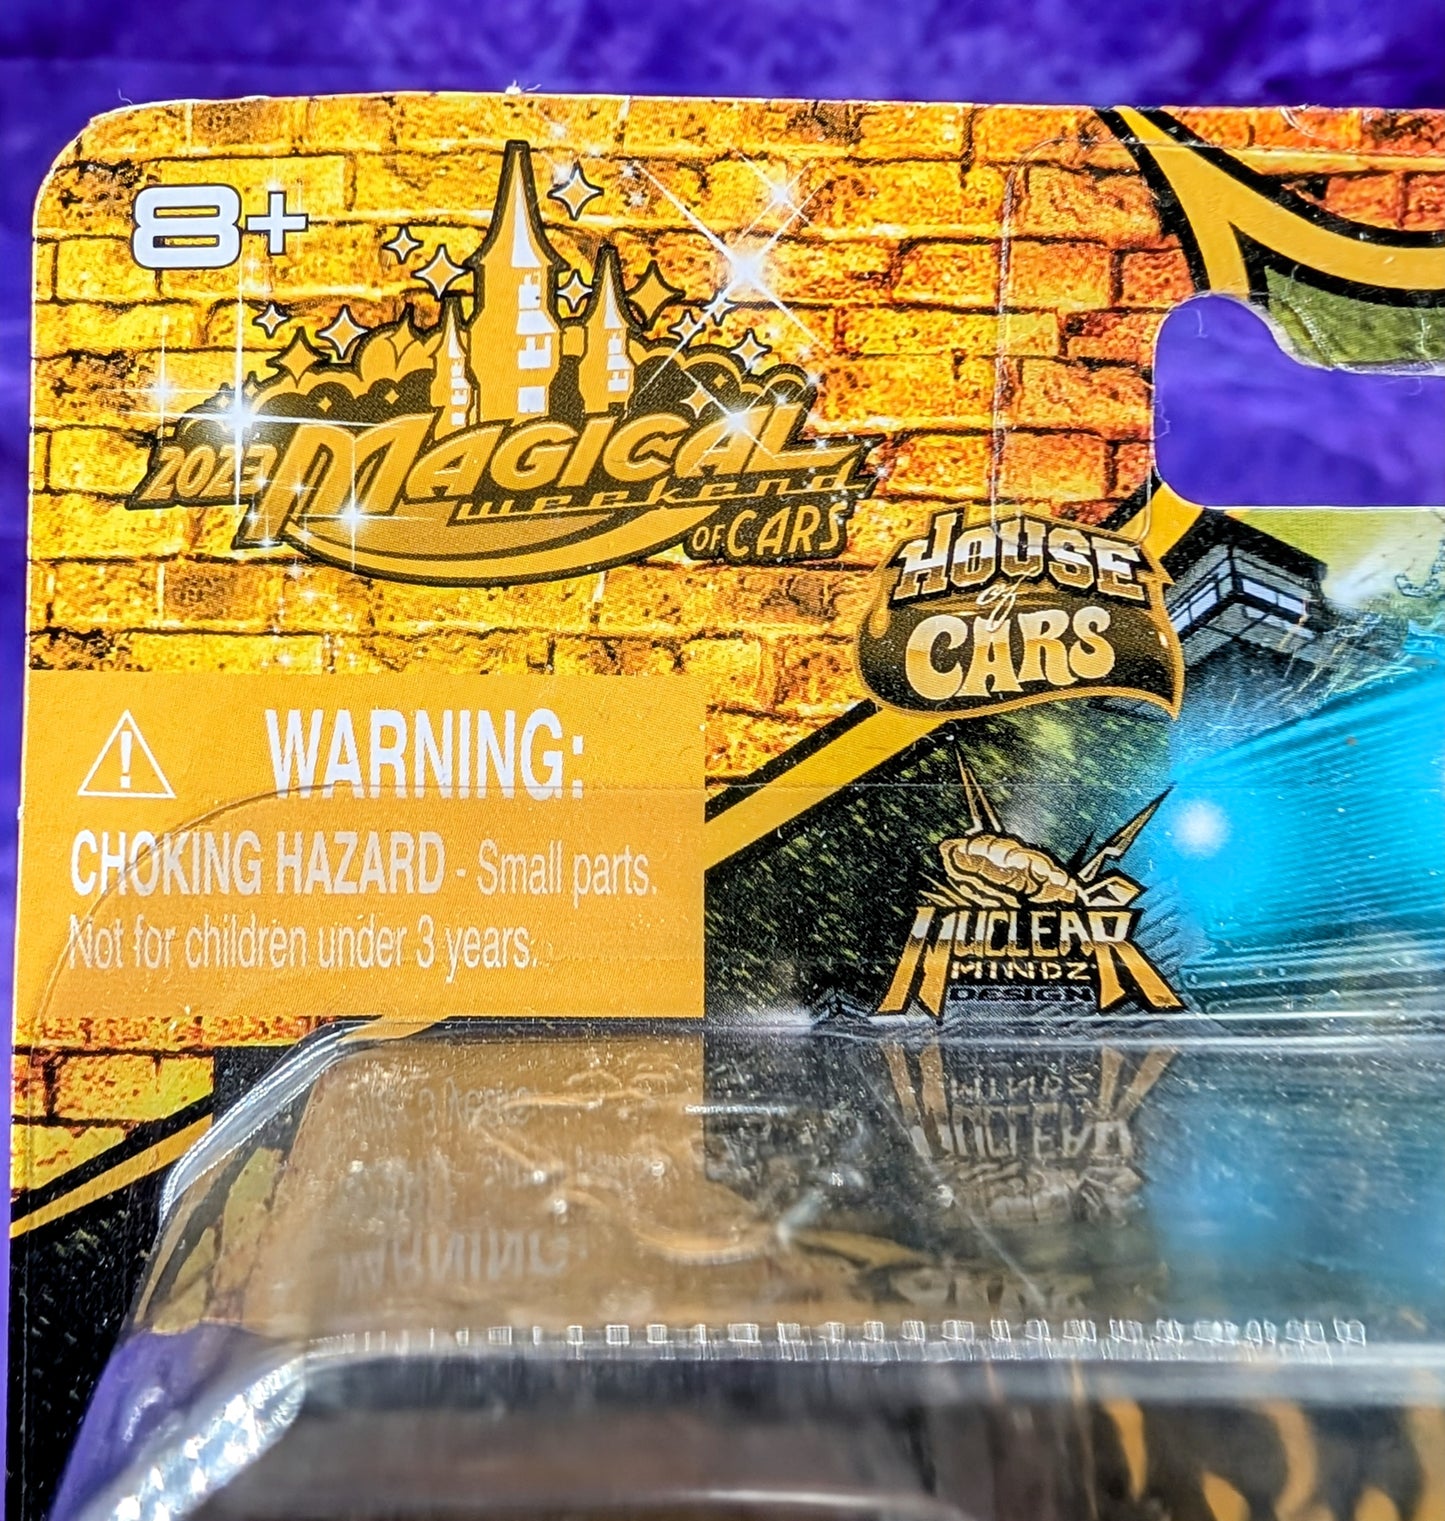 8+
2023 MAGICAL
weekend
OF CARS
HOUSE
of
CARS
WARNING:
CHOKING HAZARD - Small parts.
Not for children under 3 years.
NUCLEAR
MINDZ
DESIGN